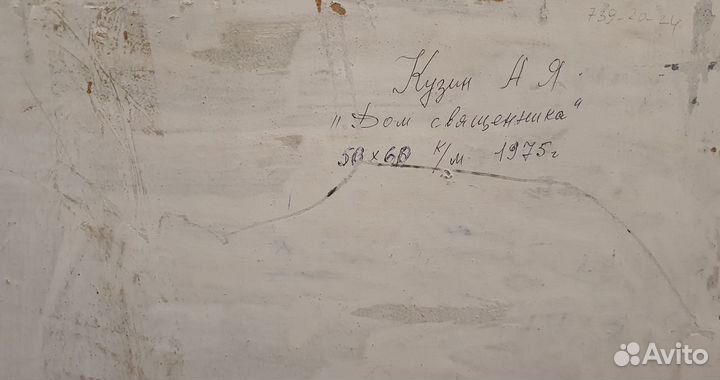 739-20-24
Кузин А Я.
"Дом священника"
50 х 60 к/м 1975г
Avito